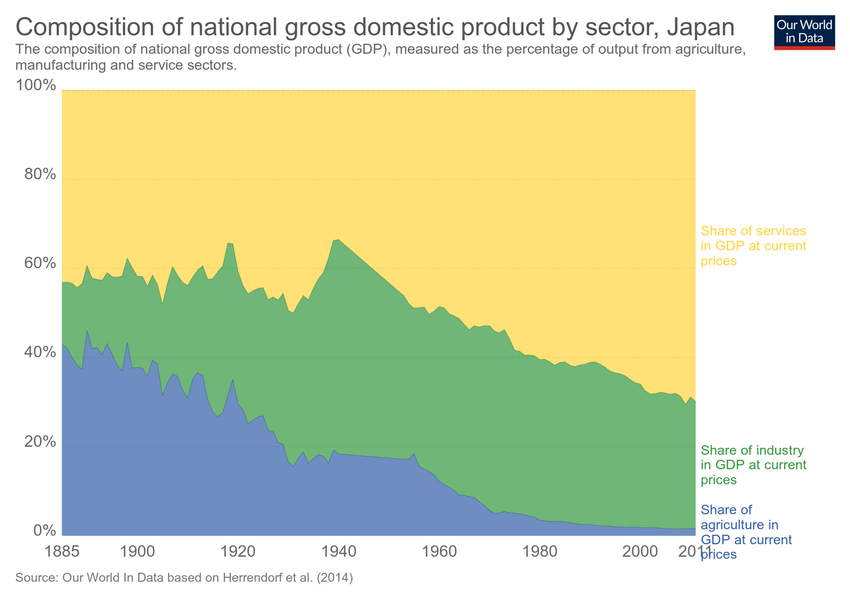 Composition of national gross domestic product by sector, Japan
Our World
in Data
The composition of national gross domestic product (GDP), measured as the percentage of output from agriculture,
manufacturing and service sectors.
100%
80%
60%
40%
20%
0%
Share of services
in GDP at current
prices
Share of industry
in GDP at current
prices
Share of
agriculture in
GDP at current
prices
1885 1900 1920 1940 1960 1980 2000 2011
Source: Our World In Data based on Herrendorf et al. (2014)